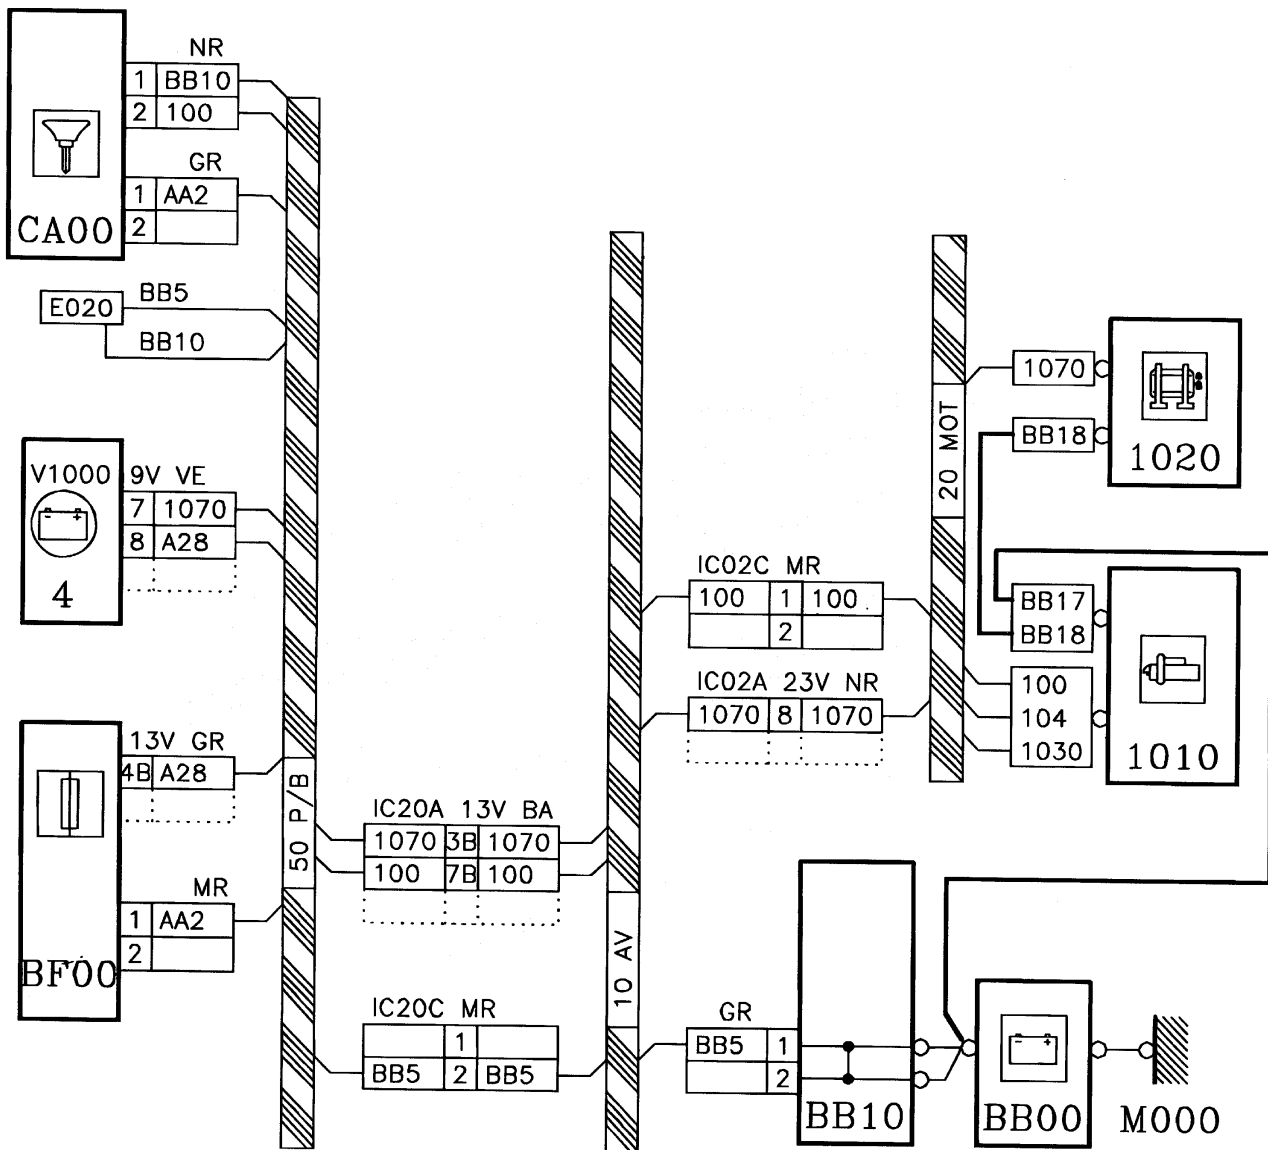 NR
1 BB10
2 100
GR
1 AA2
2
CA00
E020
BB5
BB10
V1000
9V VE
7 1070
8 A28
4
13V GR
4B A28
MR
1 AA2
2
BF00
50 P/B
IC20A 13V BA
1070 3B 1070
100 7B 100
IC20C MR
1
BB5 2 BB5
10 AV
IC02C MR
100 1 100
2
IC02A 23V NR
1070 8 1070
20 MOT
1070
BB18
1020
BB17
BB18
100
104
1030
1010
GR
BB5 1
2
BB10
BB00
M000